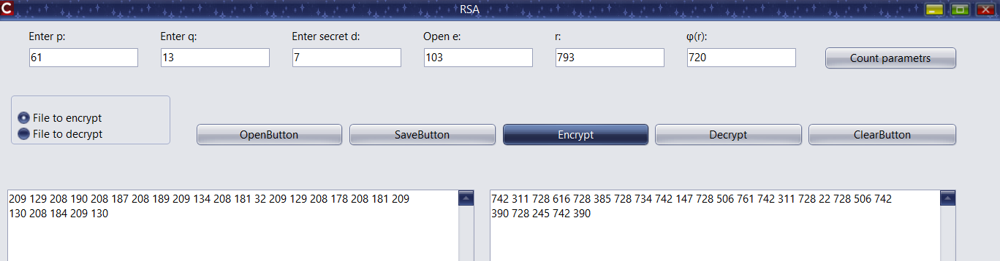 C
RSA
Enter p:
Enter q:
Enter secret d:
Open e:
r:
φ(r):
61
13
7
103
793
720
Count parametrs
File to encrypt
File to decrypt
OpenButton
SaveButton
Encrypt
Decrypt
ClearButton
209 129 208 190 208 187 208 189 209 134 208 181 32 209 129 208 178 208 181 209
130 208 184 209 130
742 311 728 616 728 385 728 734 742 147 728 506 761 742 311 728 22 728 506 742
390 728 245 742 390